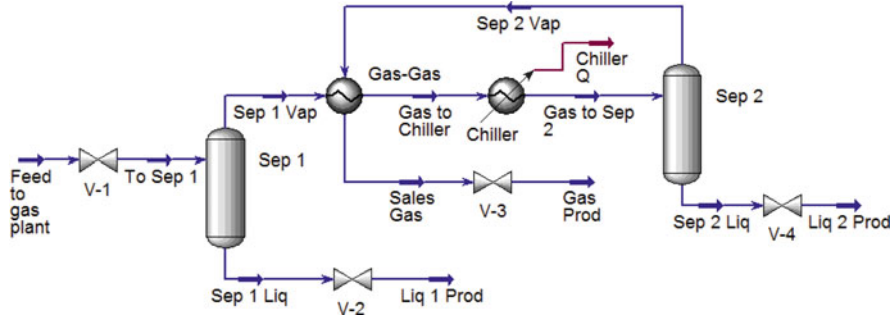 Sep 2 Vap
Chiller
Q
Gas-Gas
Sep 1 Vap
Gas to
Chiller
Chiller
Gas to Sep
2
Sep 2
Feed
to
gas
plant
V-1
To Sep 1
Sep 1
Sales
Gas
V-3
Gas
Prod
Sep 2 Liq
V-4
Liq 2 Prod
Sep 1 Liq
V-2
Liq 1 Prod